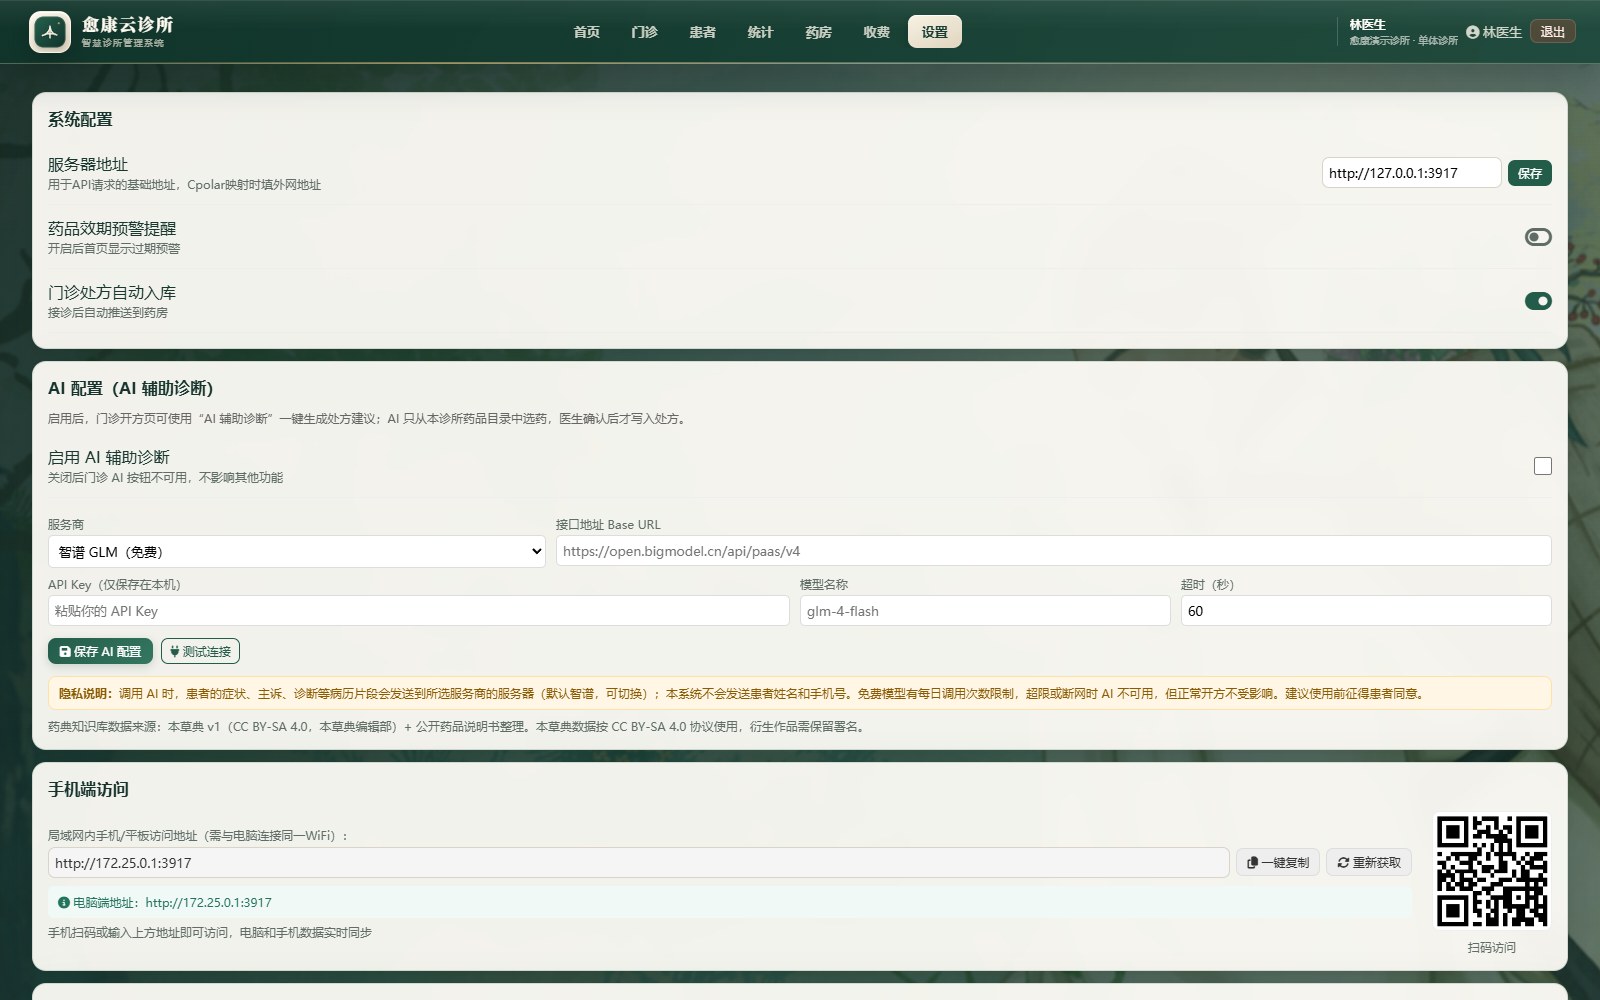 愈康云诊所
智慧诊所管理系统
首页
门诊
患者
统计
药房
收费
设置
林医生
愈康演示诊所 · 单体诊所
林医生
退出
系统配置
服务器地址
用于API请求的基础地址，Cpolar映射时填外网地址
http://127.0.0.1:3917
保存
药品效期预警提醒
开启后首页显示过期预警
门诊处方自动入库
接诊后自动推送到药房
AI 配置（AI 辅助诊断）
启用后，门诊开方页可使用“AI 辅助诊断”一键生成处方建议；AI 只从本诊所药品目录中选药，医生确认后才写入处方。
启用 AI 辅助诊断
关闭后门诊 AI 按钮不可用，不影响其他功能
服务商
接口地址 Base URL
智谱 GLM（免费）
https://open.bigmodel.cn/api/paas/v4
API Key（仅保存在本机）
模型名称
超时（秒）
粘贴你的 API Key
glm-4-flash
60
保存 AI 配置
测试连接
隐私说明：调用 AI 时，患者的症状、主诉、诊断等病历片段会发送到所选服务商的服务器（默认智谱，可切换）；本系统不会发送患者姓名和手机号。免费模型有每日调用次数限制，超限或断网时 AI 不可用，但正常开方不受影响。建议使用前征得患者同意。
药典知识库数据来源：本草典 v1（CC BY-SA 4.0，本草典编辑部）+ 公开药品说明书整理。本草典数据按 CC BY-SA 4.0 协议使用，衍生作品需保留署名。
手机端访问
局域网内手机/平板访问地址（需与电脑连接同一WiFi）：
http://172.25.0.1:3917
一键复制
重新获取
电脑端地址：http://172.25.0.1:3917
手机扫码或输入上方地址即可访问，电脑和手机数据实时同步
扫码访问